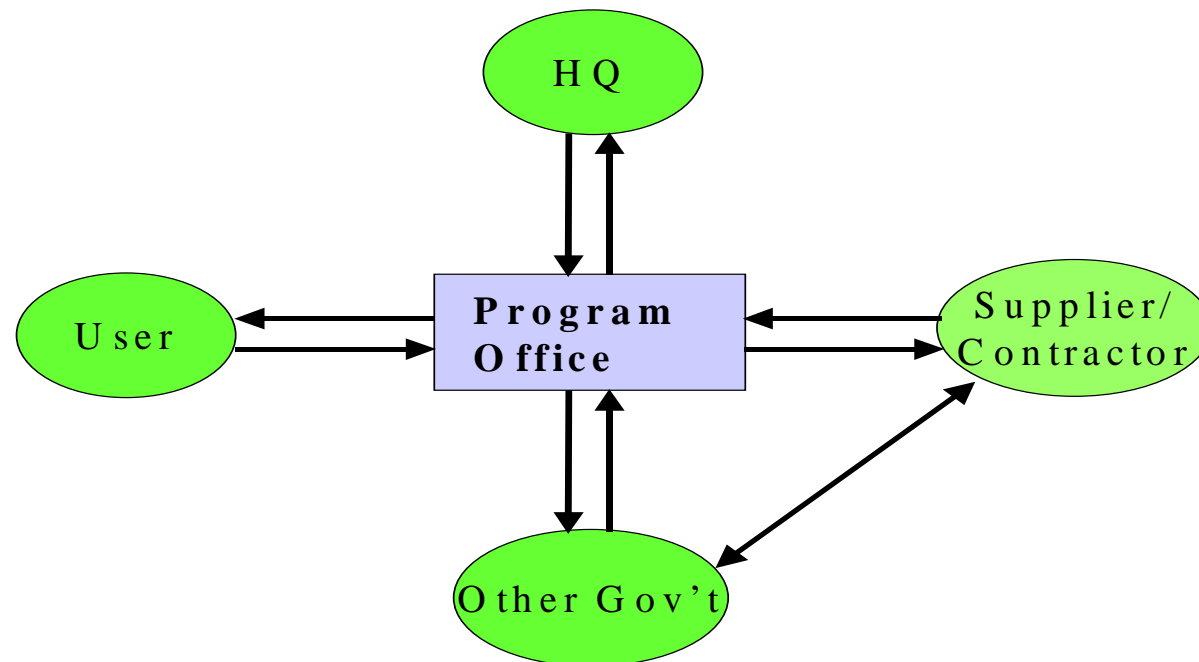 HQ
User
Program
Office
Supplier/
Contractor
Other Gov’t